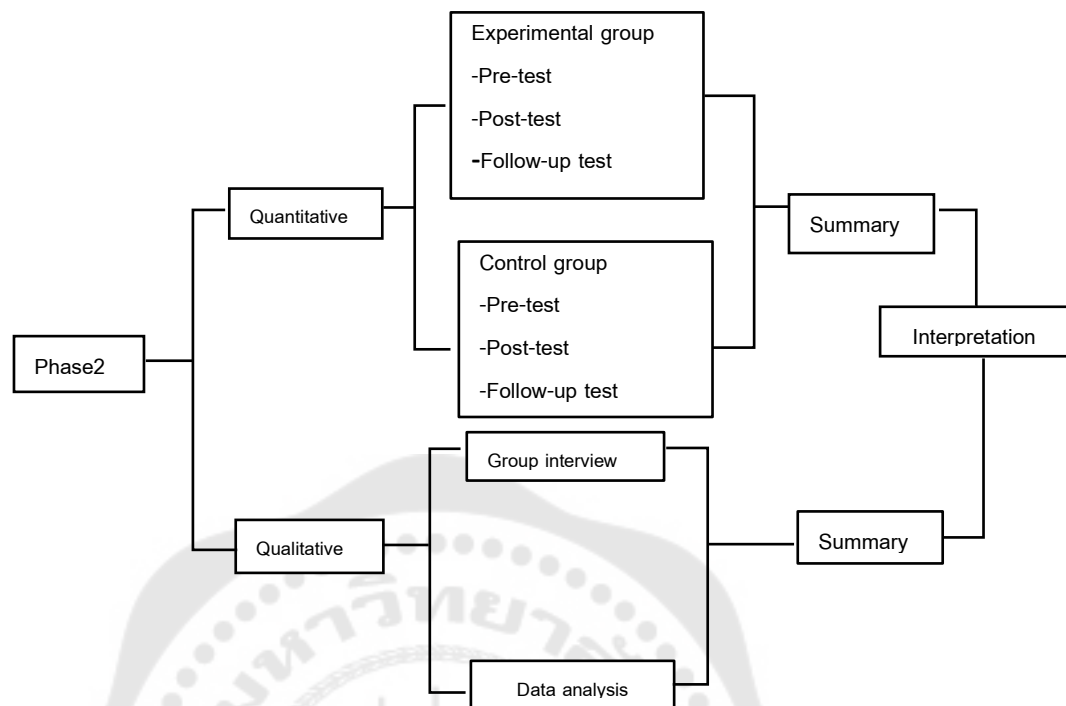 Experimental group
-Pre-test
-Post-test
-Follow-up test
Quantitative
Summary
Control group
-Pre-test
-Post-test
-Follow-up test
Interpretation
Phase2
Group interview
Qualitative
Summary
Data analysis